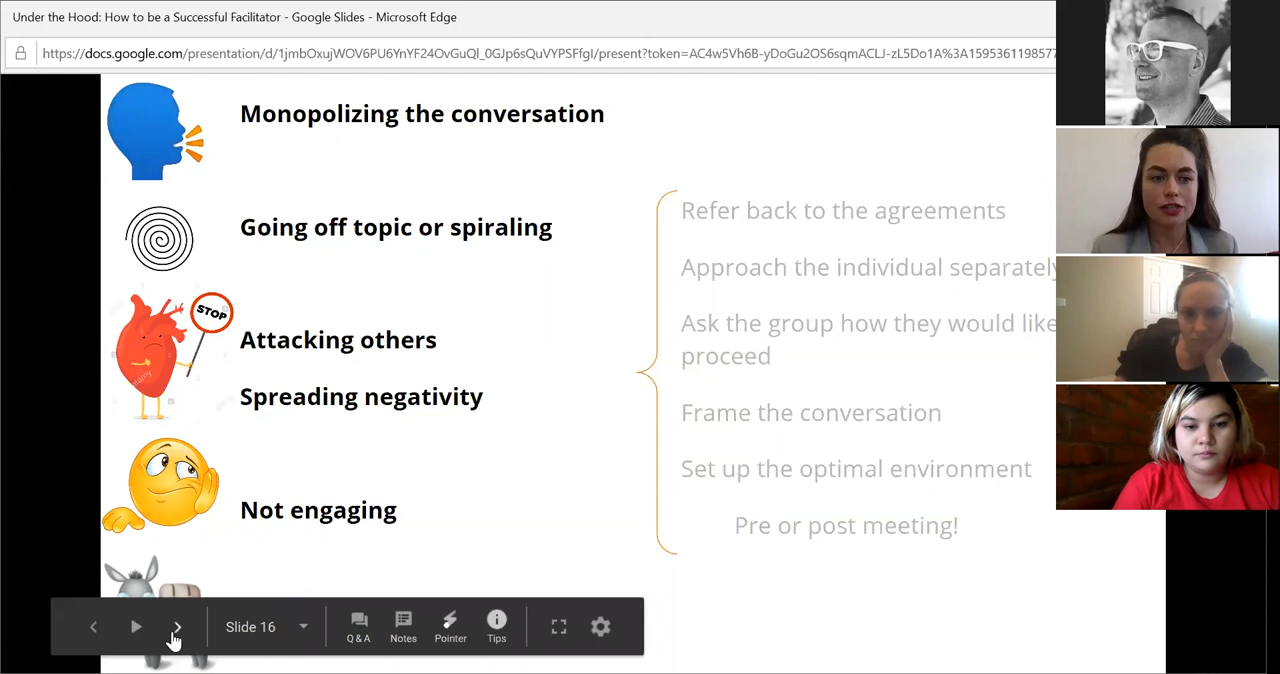 Under the Hood: How to be a Successful Facilitator - Google Slides - Microsoft Edge
https://docs.google.com/presentation/d/1jmbOxujWOV6PU6YnYF24OvGuQl_0GJp6sQuVYPSFfgI/present?token=AC4w5Vh6B-yDoGu2OS6sqmACLJ-zL5Do1A%3A1595361198577
Monopolizing the conversation
Going off topic or spiraling
STOP
Attacking others
Spreading negativity
Not engaging
Refer back to the agreements
Approach the individual separately
Ask the group how they would like
proceed
Frame the conversation
Set up the optimal environment
Pre or post meeting!
Slide 16
Q & A
Notes
Pointer
Tips